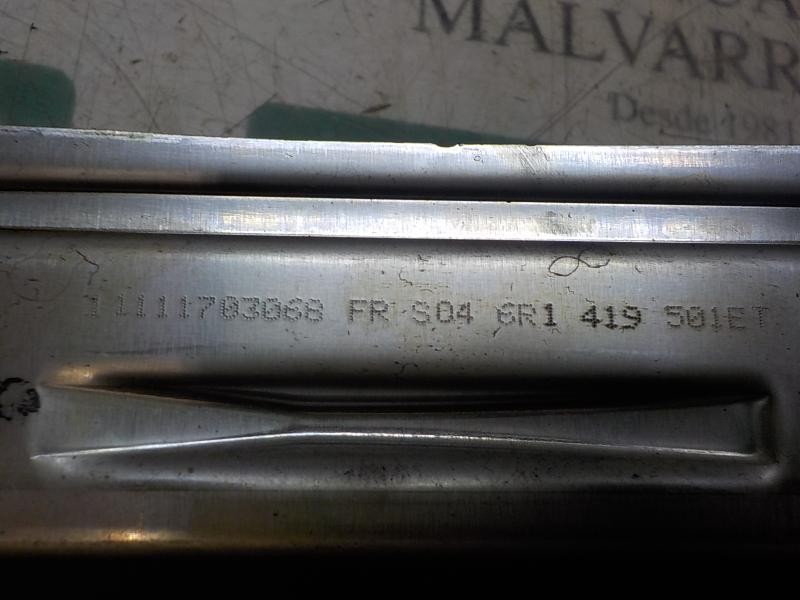 MALVARR
Desde 1981
11111703068 FR S04 6R1 419 501ET